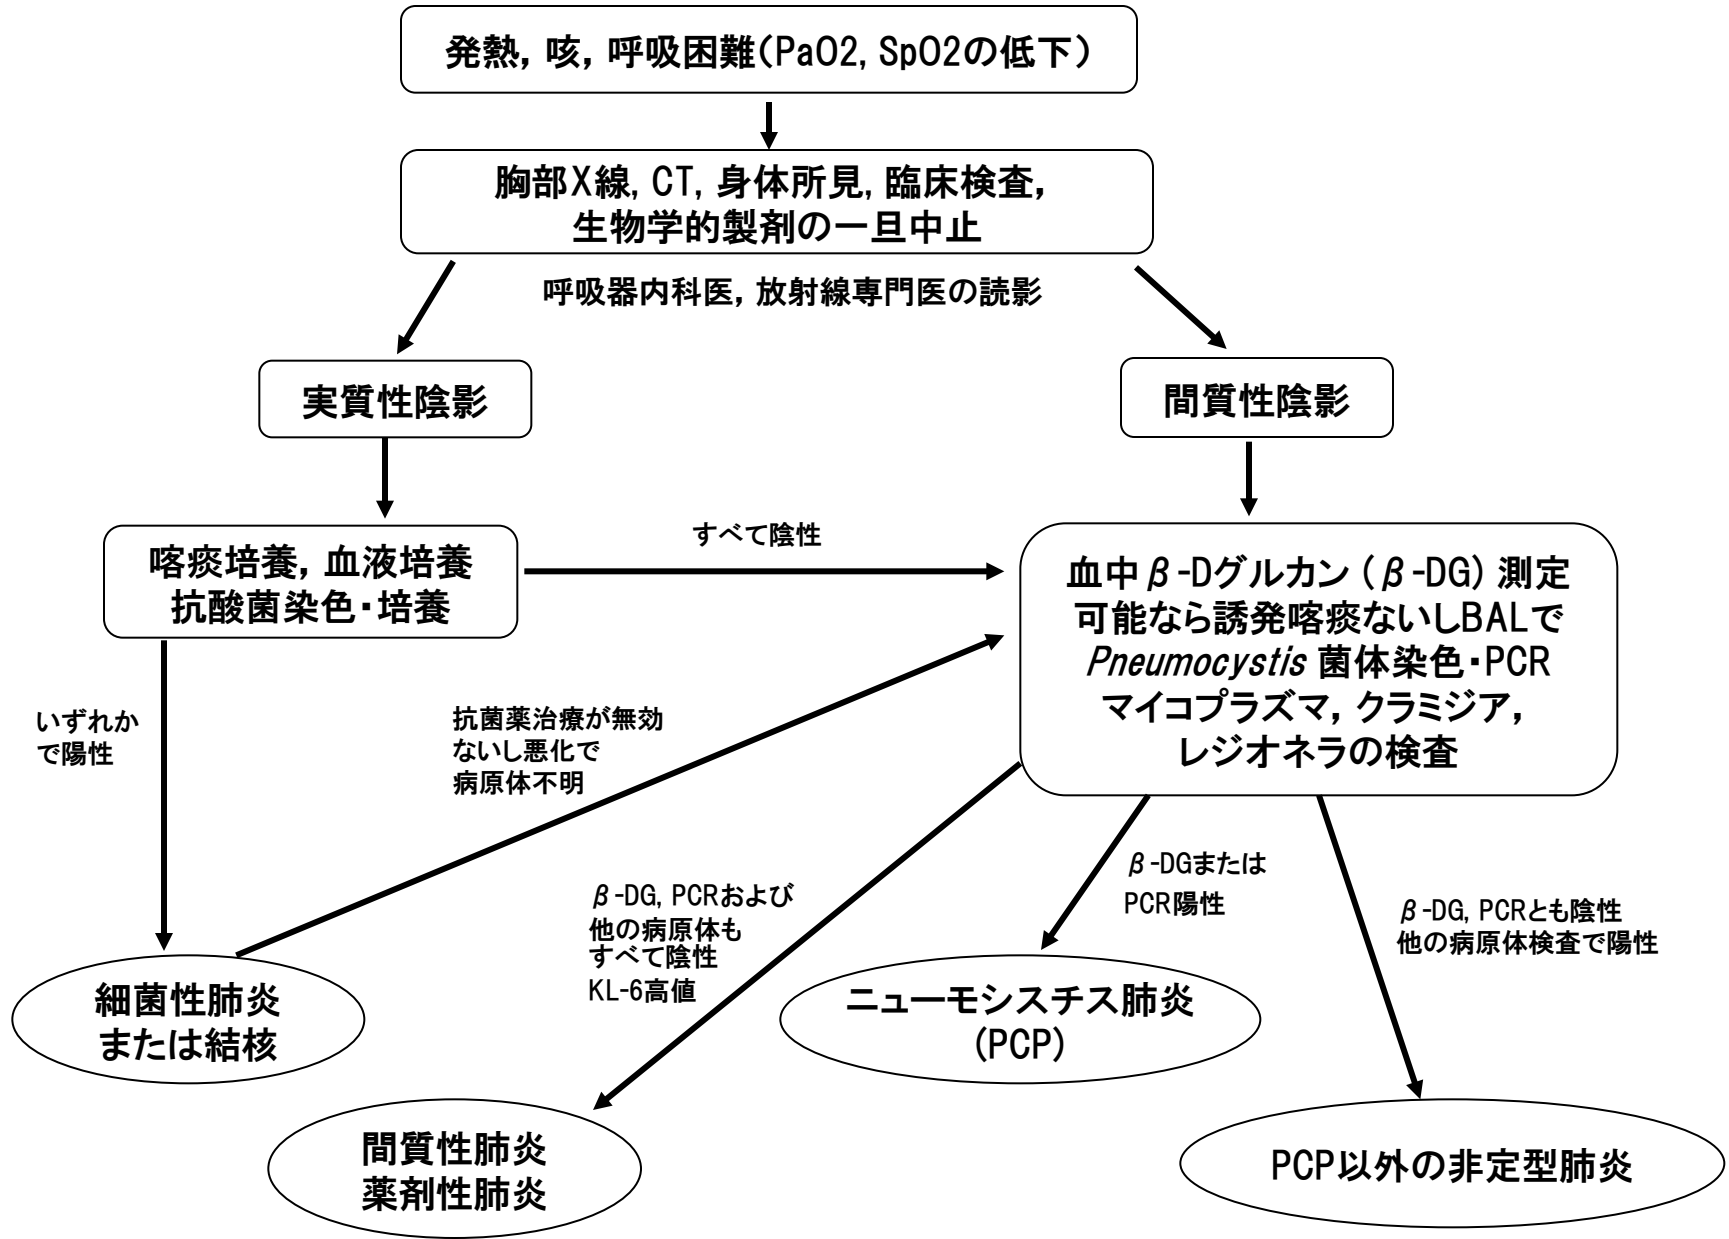 発熱, 咳, 呼吸困難(PaO2, SpO2の低下)
胸部X線, CT, 身体所見, 臨床検査,
生物学的製剤の一旦中止
呼吸器内科医, 放射線専門医の読影
実質性陰影
間質性陰影
喀痰培養, 血液培養
抗酸菌染色・培養
すべて陰性
血中β-Dグルカン(β-DG)測定
可能なら誘発喀痰ないしBALで
Pneumocystis 菌体染色・PCR
マイコプラズマ, クラミジア,
レジオネラの検査
いずれか
で陽性
抗菌薬治療が無効
ないし悪化で
病原体不明
β-DG, PCRおよび
他の病原体も
すべて陰性
KL-6高値
β-DGまたは
PCR陽性
β-DG, PCRとも陰性
他の病原体検査で陽性
細菌性肺炎
または結核
ニューモシスチス肺炎
(PCP)
間質性肺炎
薬剤性肺炎
PCP以外の非定型肺炎